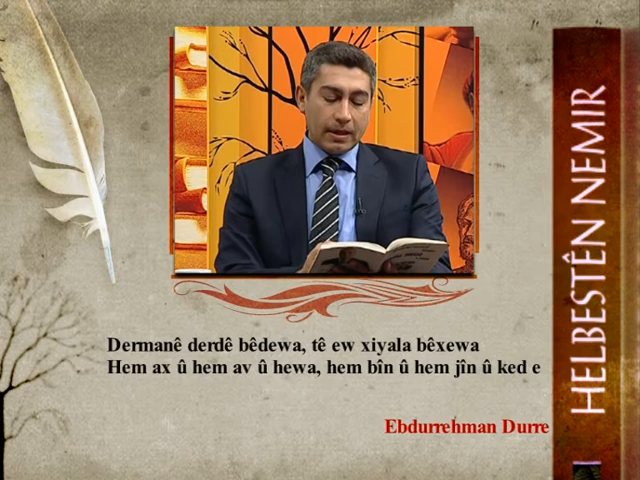 Dermanê derdê bêdewa, tê ew xiyala bêxewa
Hem ax û hem av û hewa, hem bîn û hem jîn û ked e
Ebdurrehman Durre
HELBESTÊN NEMIR